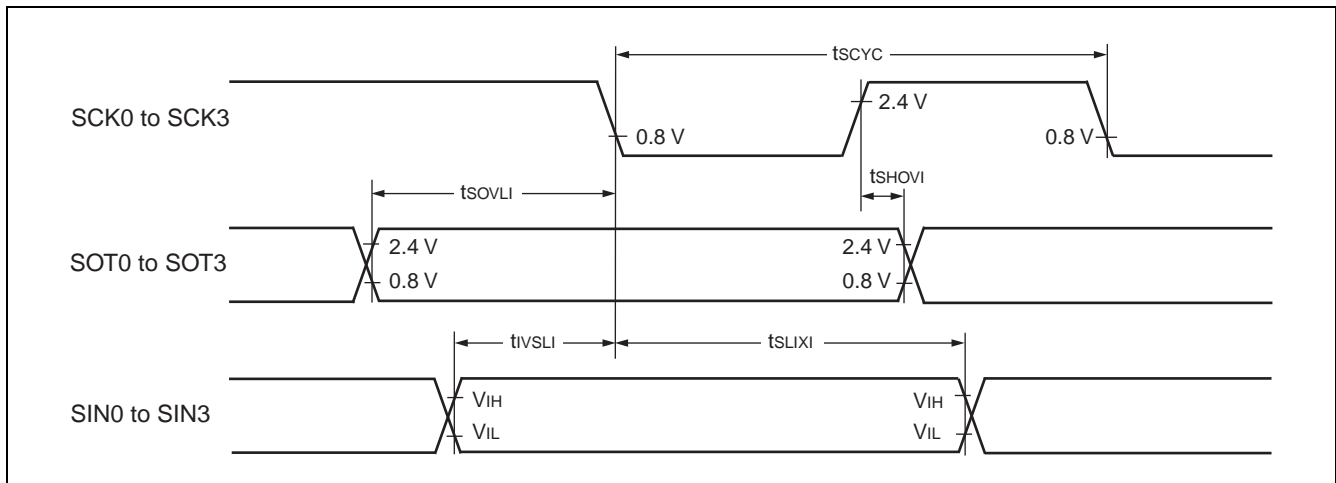 tSCYC
SCK0 to SCK3
2.4 V
0.8 V
0.8 V
tSOVLI
tSHOVI
SOT0 to SOT3
2.4 V
2.4 V
0.8 V
0.8 V
tIVSLI
tSLIXI
SIN0 to SIN3
VIH
VIH
VIL
VIL